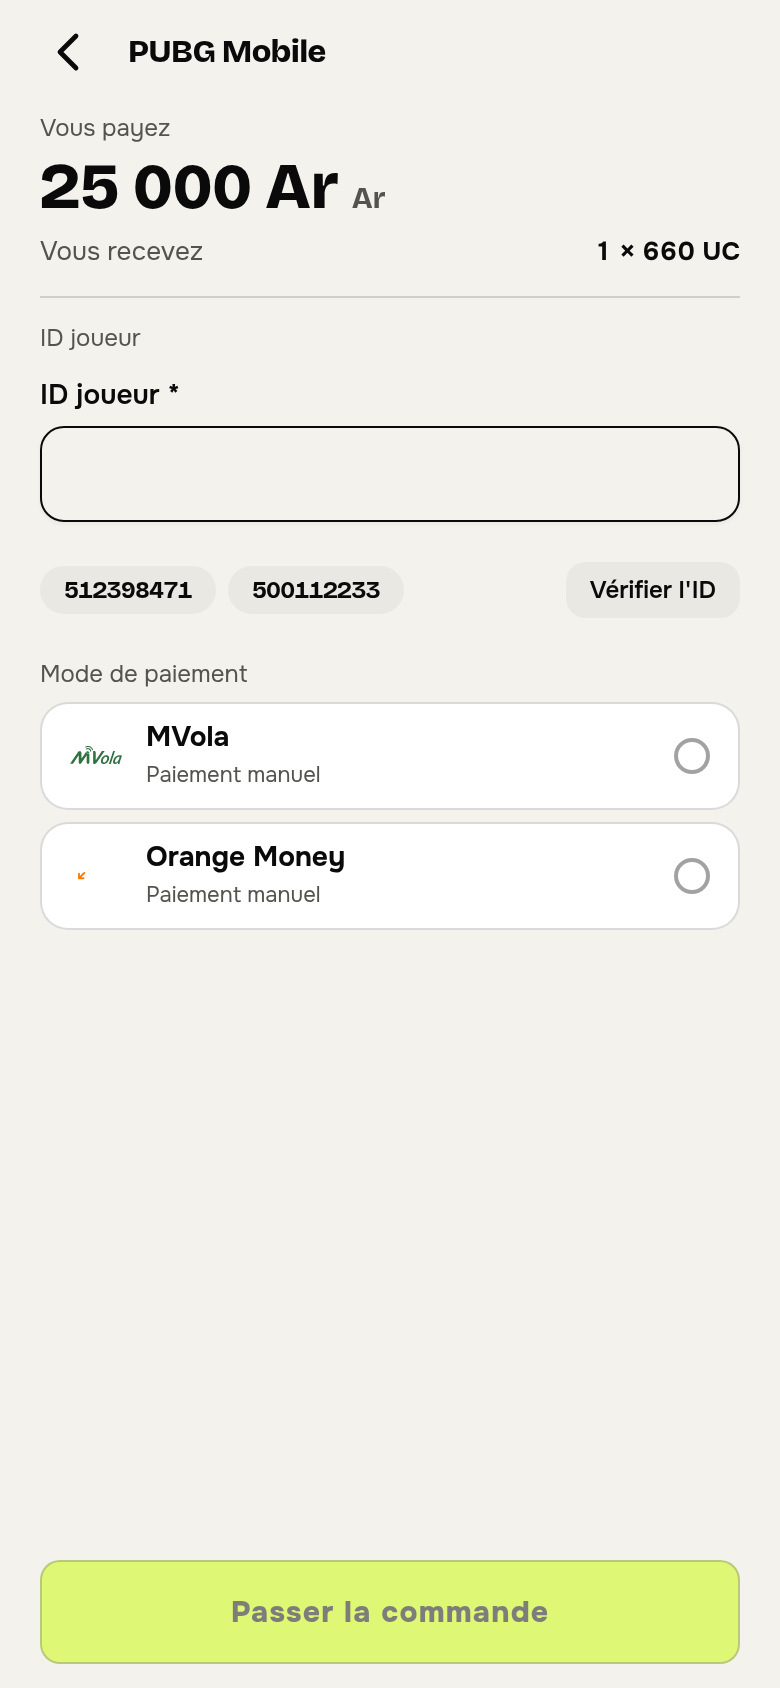 PUBG Mobile
Vous payez
25 000 Ar Ar
Vous recevez 1 × 660 UC
ID joueur
ID joueur *
512398471 500112233 Vérifier l'ID
Mode de paiement
MVola MVola
Paiement manuel
Orange Money
Paiement manuel
Passer la commande